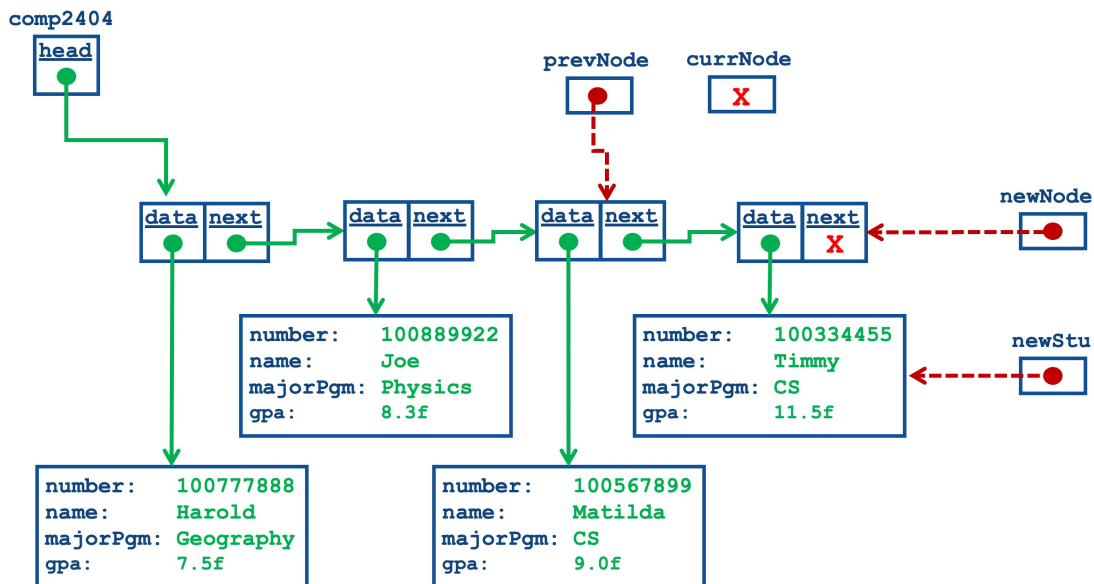 comp2404
head
prevNode
currNode
X
data next
data next
data next
data next
X
newNode
number: 100889922
name: Joe
majorPgm: Physics
gpa: 8.3f
number: 100334455
name: Timmy
majorPgm: CS
gpa: 11.5f
newStu
number: 100777888
name: Harold
majorPgm: Geography
gpa: 7.5f
number: 100567899
name: Matilda
majorPgm: CS
gpa: 9.0f